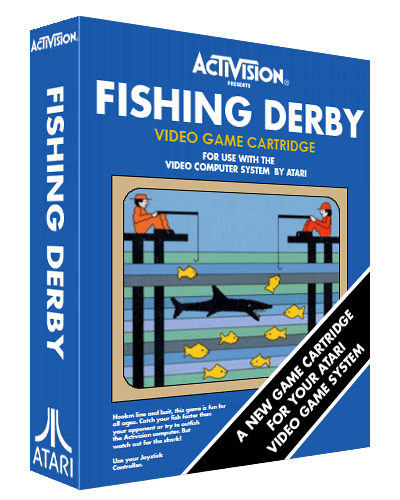 ACTIVISION
FISHING DERBY
ATARI
ACTIVISION®
PRESENTS
FISHING DERBY
VIDEO GAME CARTRIDGE
FOR USE WITH THE
VIDEO COMPUTER SYSTEM BY ATARI
Hookm line and bait, this game is fun for
all ages. Catch your fish faster than
your opponent or try to outfish
the Activision computer. But
watch out for the shark!
Use your Joystick
Controller.
A NEW GAME CARTRIDGE
FOR YOUR ATARI
VIDEO GAME SYSTEM